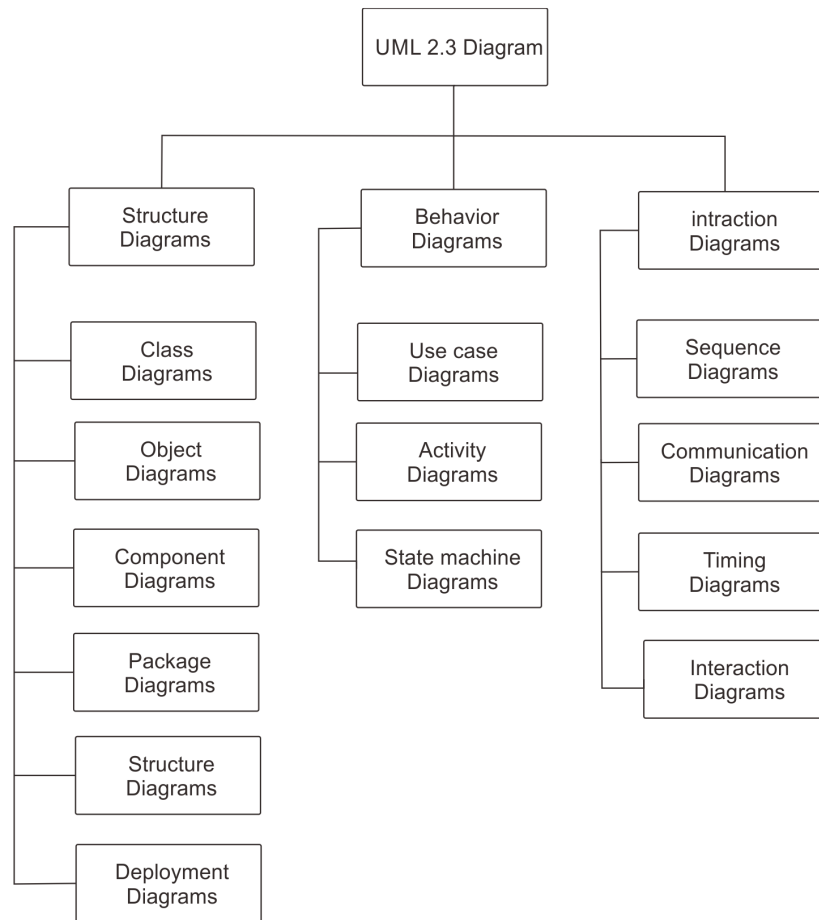 UML 2.3 Diagram
Structure
Diagrams
Behavior
Diagrams
intraction
Diagrams
Class
Diagrams
Use case
Diagrams
Sequence
Diagrams
Object
Diagrams
Activity
Diagrams
Communication
Diagrams
Component
Diagrams
State machine
Diagrams
Timing
Diagrams
Package
Diagrams
Interaction
Diagrams
Structure
Diagrams
Deployment
Diagrams